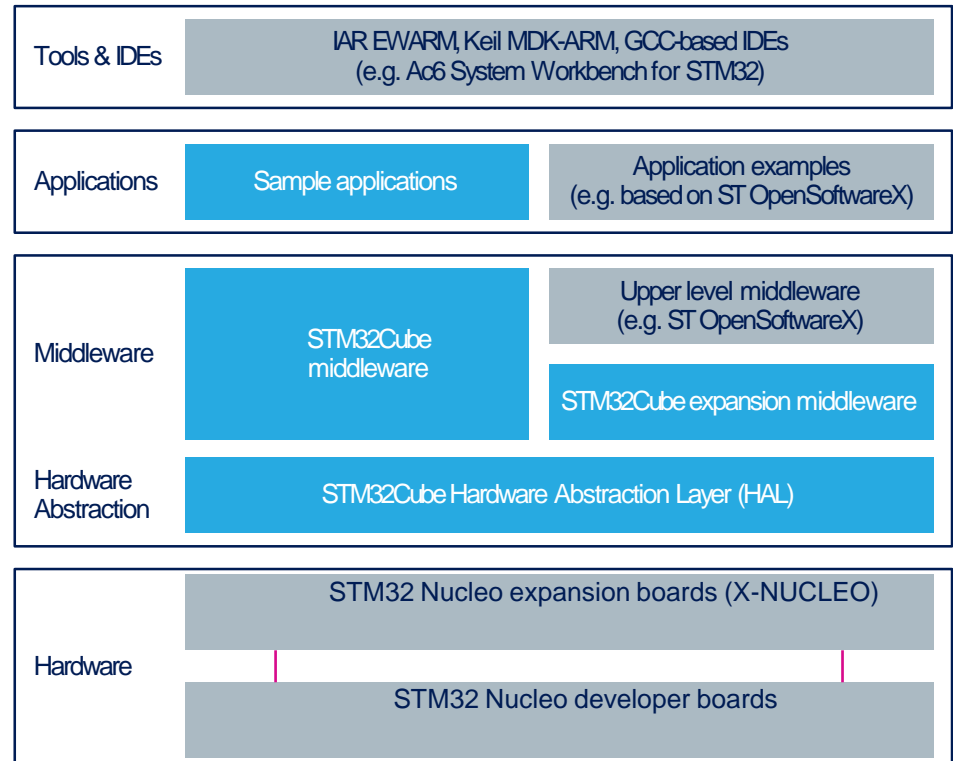 Tools & IDEs
IAR EWARM, Keil MDK-ARM, GCC-based IDEs
(e.g. Ac6 System Workbench for STM32)
Applications
Sample applications
Application examples
(e.g. based on ST OpenSoftwareX)
Middleware
STM32Cube
middleware
Upper level middleware
(e.g. ST OpenSoftwareX)
STM32Cube expansion middleware
Hardware
Abstraction
STM32Cube Hardware Abstraction Layer (HAL)
Hardware
STM32 Nucleo expansion boards (X-NUCLEO)
STM32 Nucleo developer boards